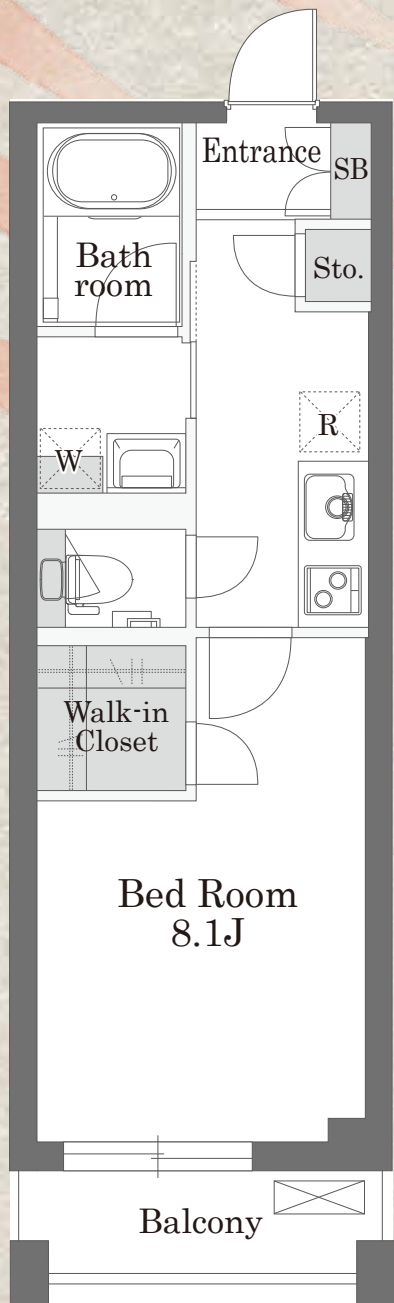 Entrance
SB
Bath
room
Sto.
R
W
Walk-in
Closet
Bed Room
8.1J
Balcony